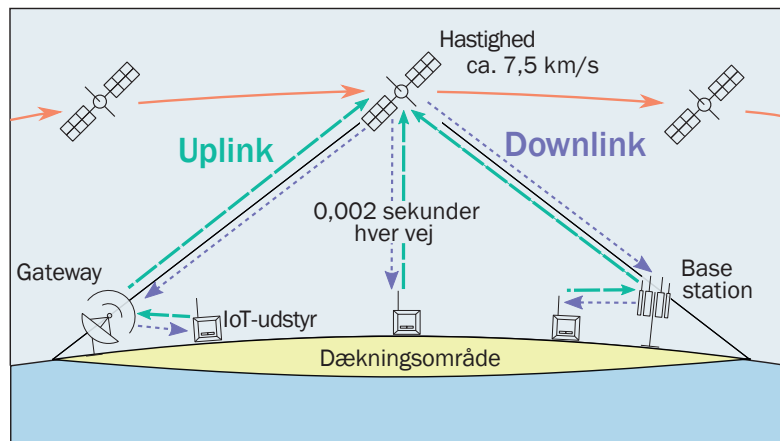 Hastighed
ca. 7,5 km/s
Uplink
Downlink
0,002 sekunder
hver vej
Gateway
Base
station
IoT-udstyr
Dækningsområde